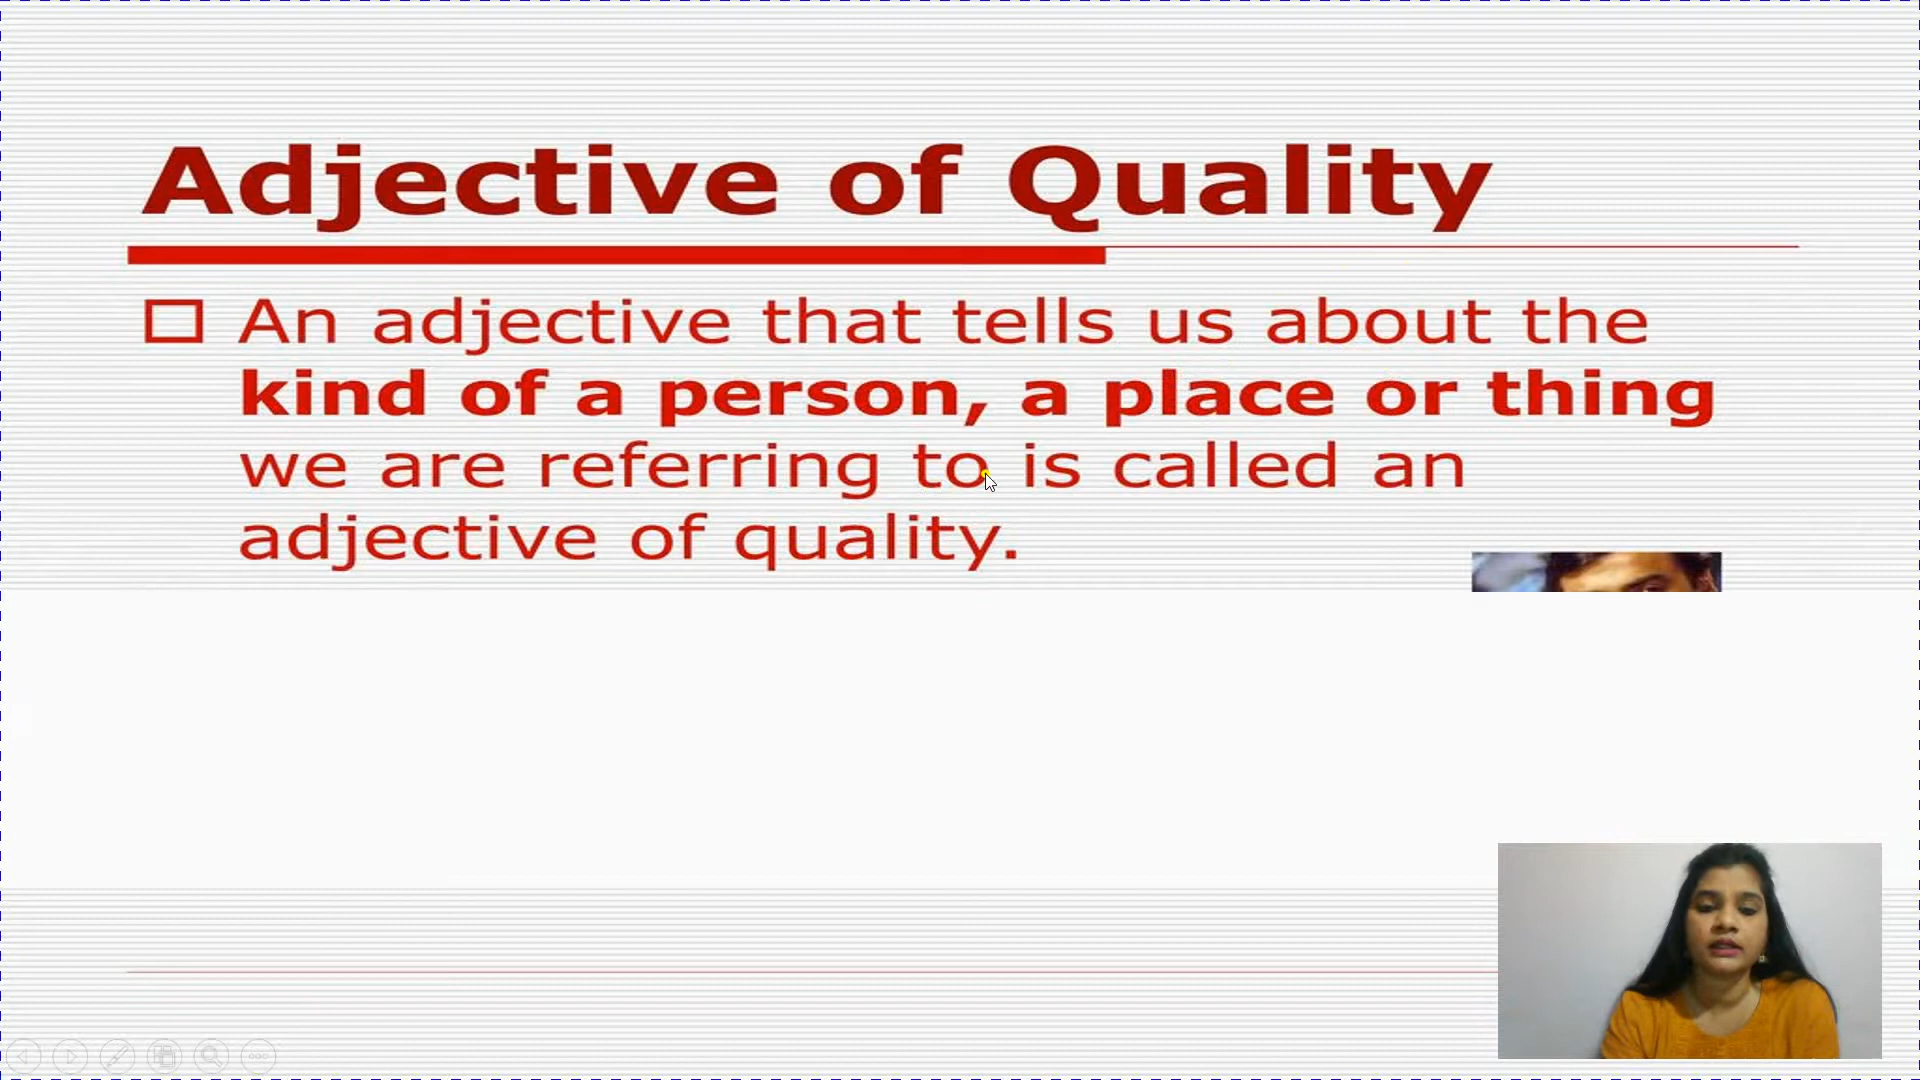 Adjective of Quality
An adjective that tells us about the
kind of a person, a place or thing
we are referring to is called an
adjective of quality.